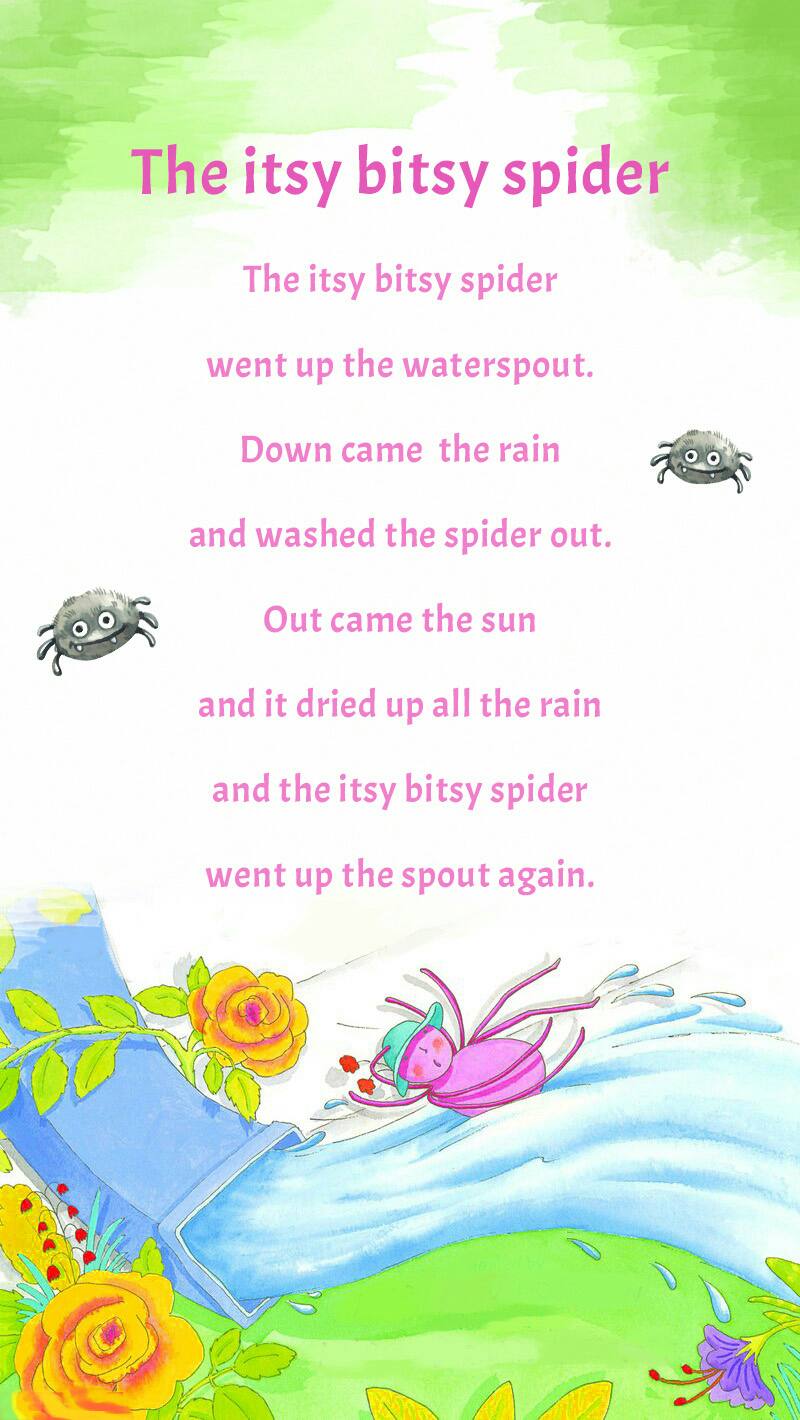 The itsy bitsy spider
The itsy bitsy spider
went up the waterspout.
Down came the rain
and washed the spider out.
Out came the sun
and it dried up all the rain
and the itsy bitsy spider
went up the spout again.